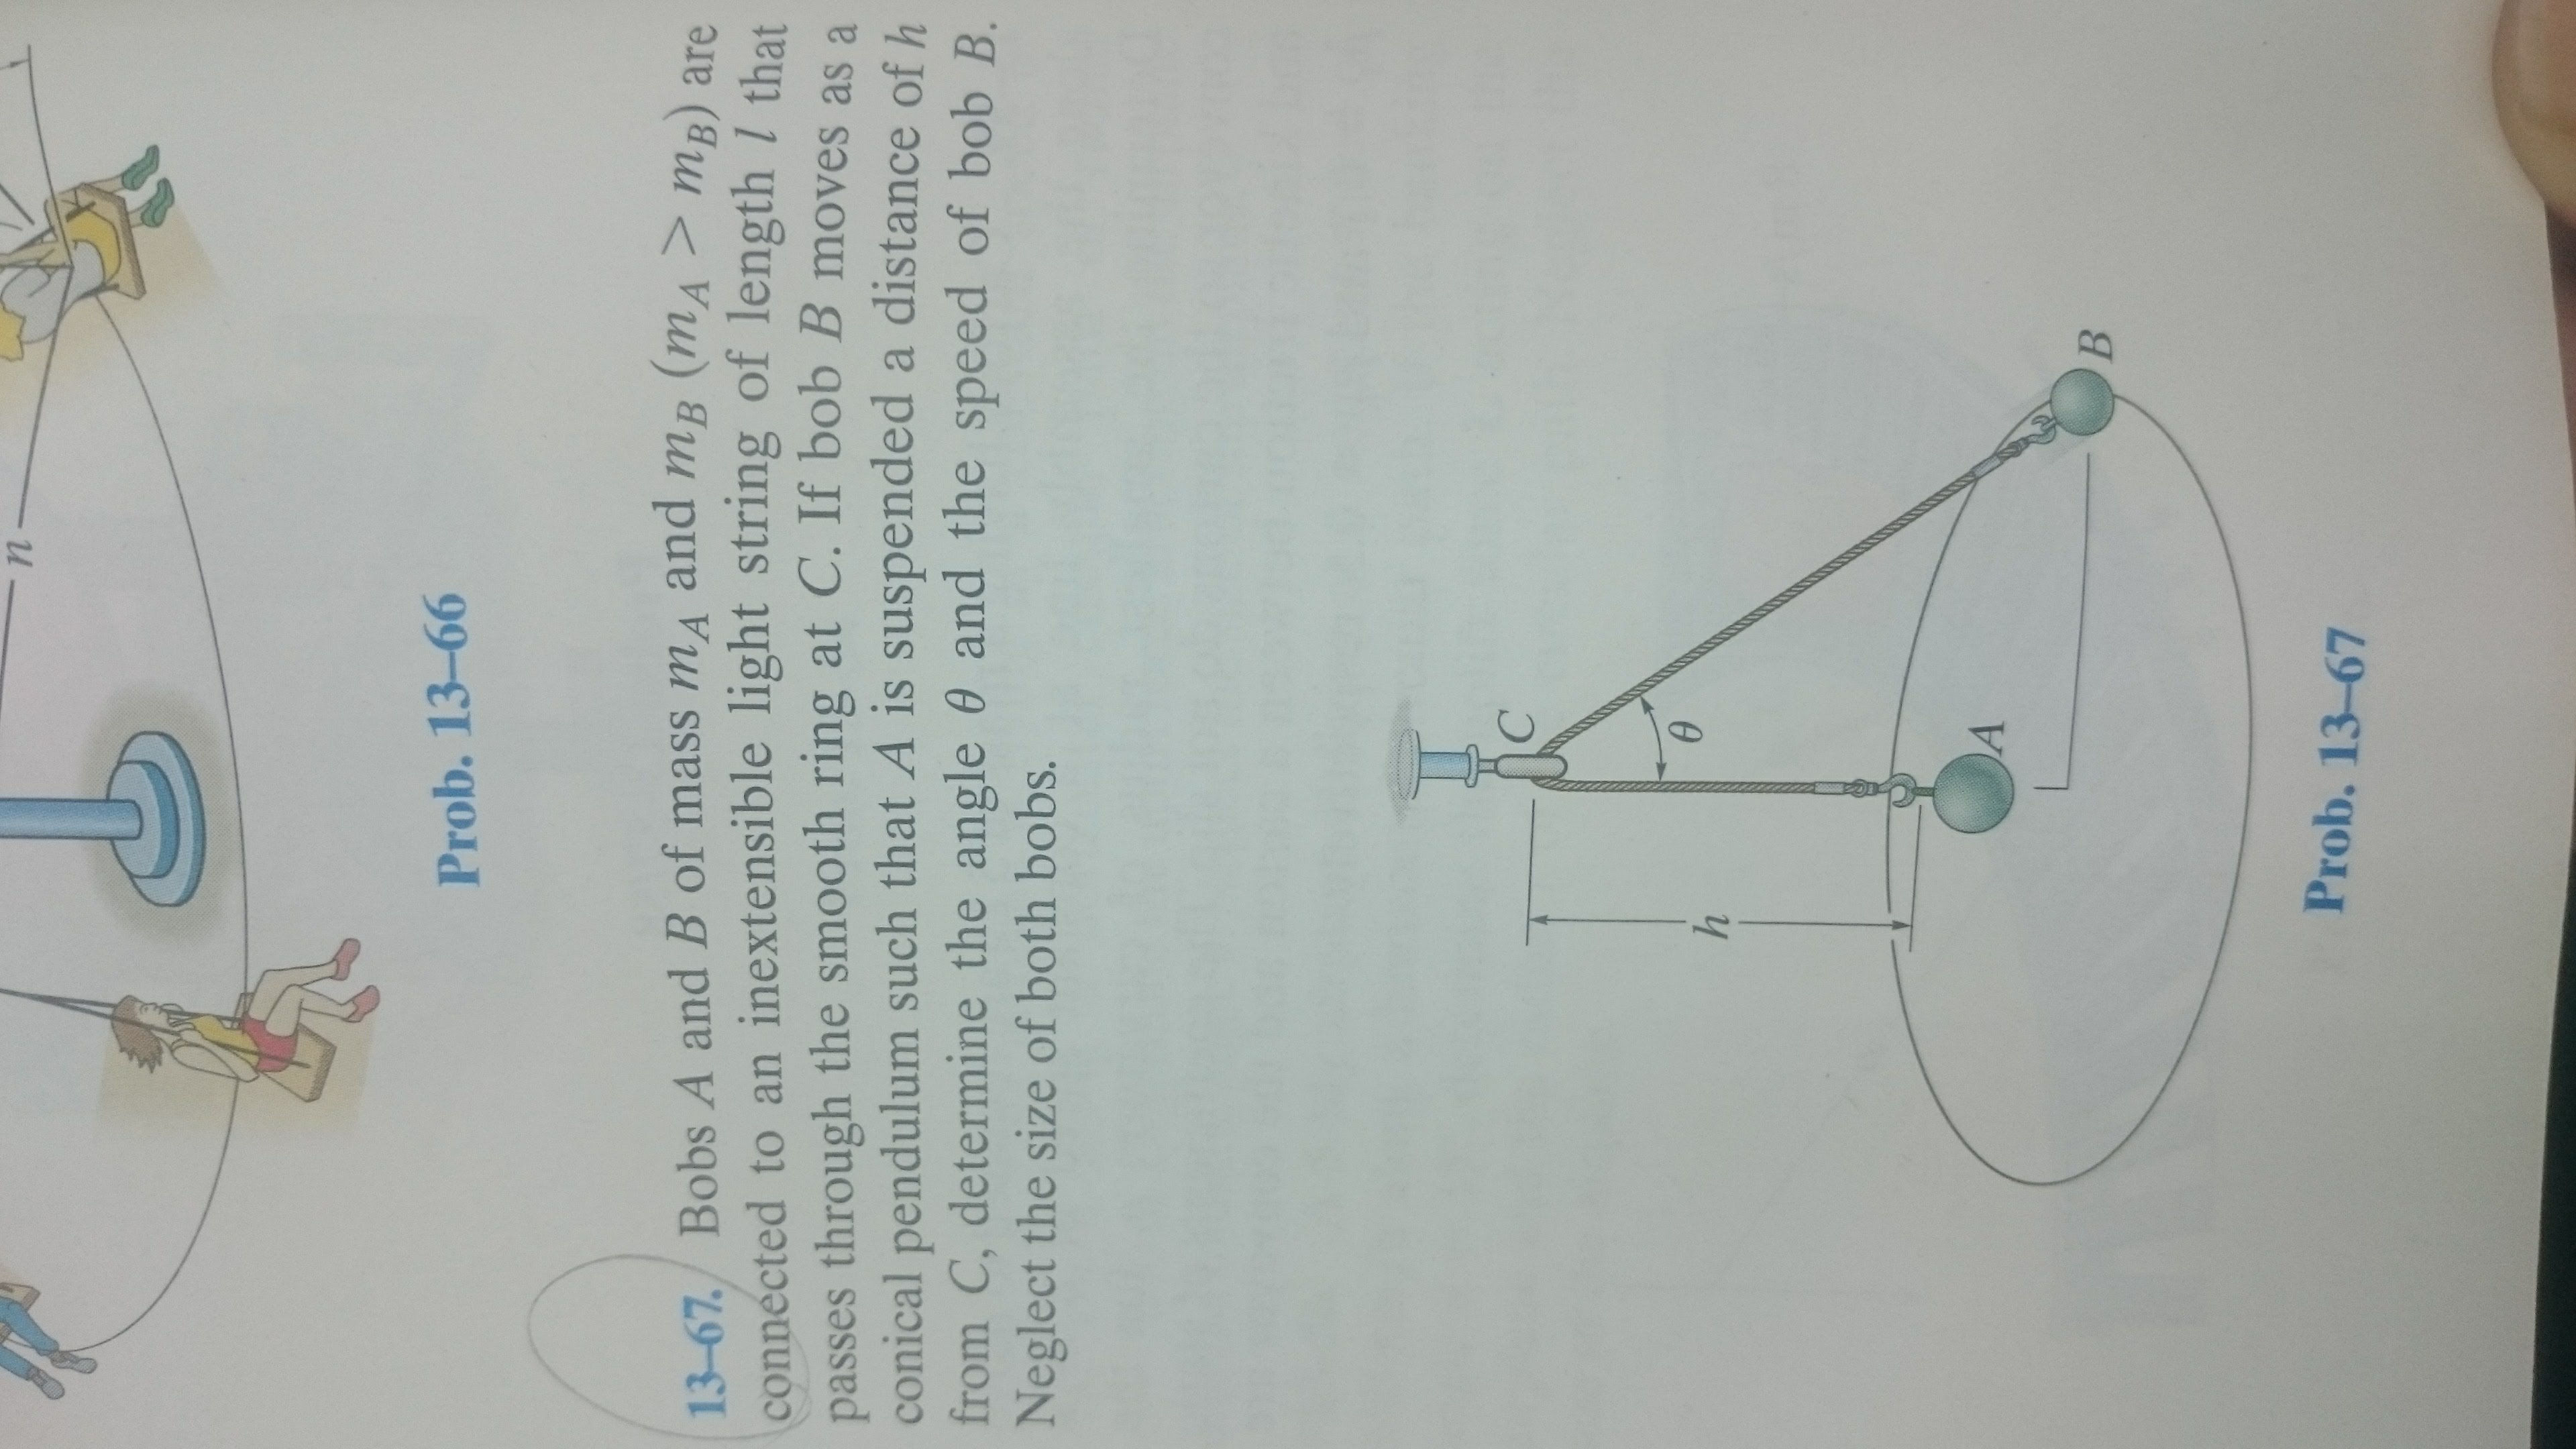 n
Prob. 13–66
13–67. Bobs A and B of mass m_A and m_B (m_A > m_B) are
connected to an inextensible light string of length l that
passes through the smooth ring at C. If bob B moves as a
conical pendulum such that A is suspended a distance of h
from C, determine the angle θ and the speed of bob B.
Neglect the size of both bobs.
C
θ
h
A
B
Prob. 13–67